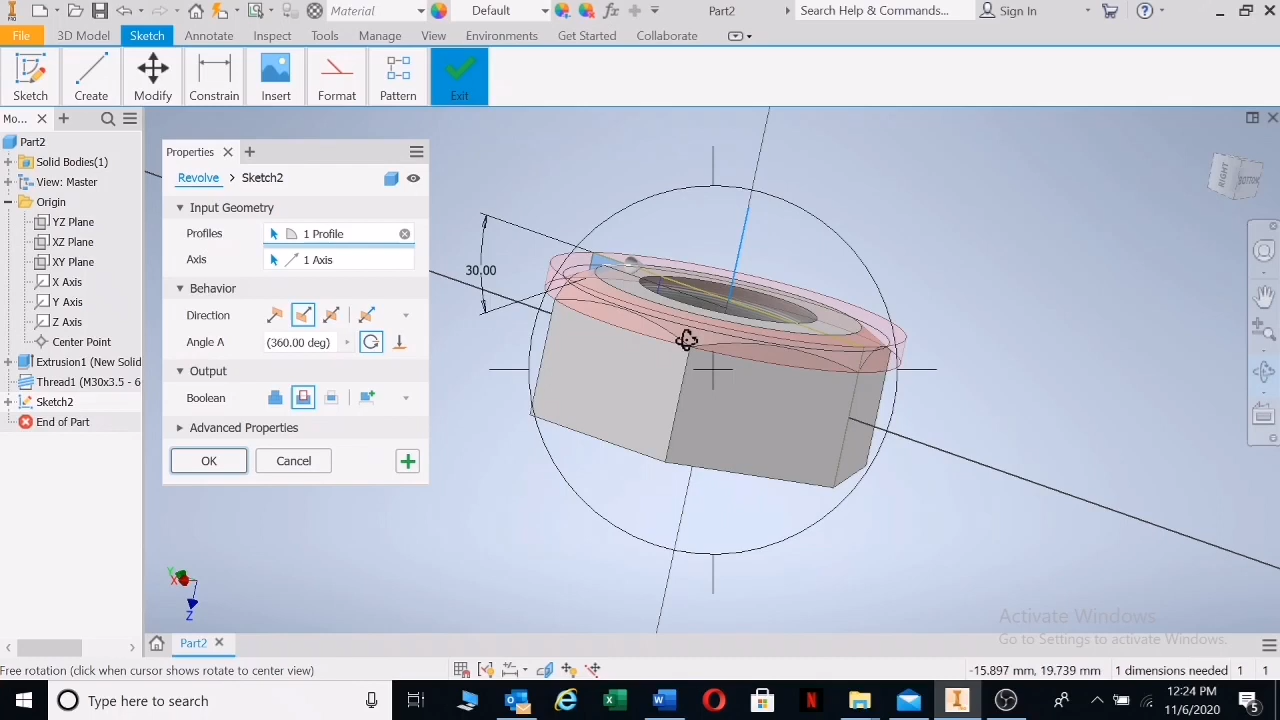 PRO
Material
Default
fx
Part2
Search Help & Commands...
Sign In
File
3D Model
Sketch
Annotate
Inspect
Tools
Manage
View
Environments
Get Started
Collaborate
Sketch
Create
Modify
Constrain
Insert
Format
Pattern
Exit
Mo...
Part2
Solid Bodies(1)
View: Master
Origin
YZ Plane
XZ Plane
XY Plane
X Axis
Y Axis
Z Axis
Center Point
Extrusion1 (New Solid
Thread1 (M30x3.5 - 6
Sketch2
End of Part
Properties
Revolve > Sketch2
Input Geometry
Profiles
1 Profile
Axis
1 Axis
Behavior
Direction
Angle A
(360.00 deg)
Output
Boolean
Advanced Properties
OK
Cancel
30.00
RIGHT
BOTTOM
Y
X
Z
Activate Windows
Go to Settings to activate Windows.
Part2
Free rotation (click when cursor shows rotate to center view)
-15.897 mm, 19.739 mm
1 dimensions needed
1
1
Type here to search
12:24 PM
11/6/2020
5